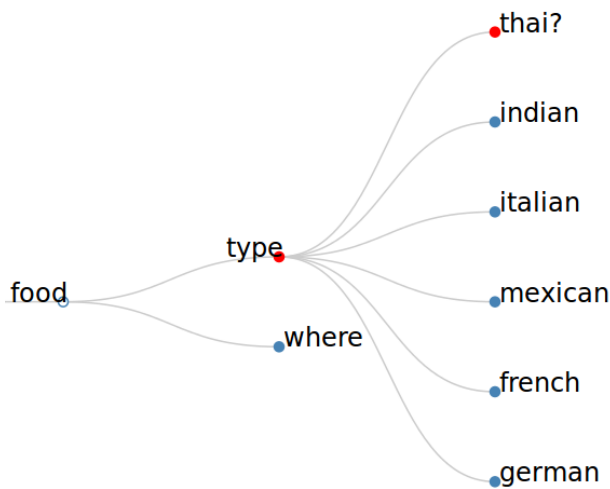 thai?
indian
italian
type
food
mexican
where
french
german